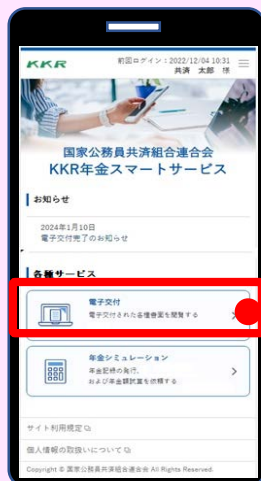 KKR
前回ログイン：2022/12/04 10:31
共済 太郎 様
国家公務員共済組合連合会
KKR年金スマートサービス
お知らせ
2024年1月10日
電子交付完了のお知らせ
各種サービス
電子交付
電子交付された各種書面を閲覧する
年金シミュレーション
年金記録の発行、
および年金額試算を依頼する
サイト利用規定
個人情報の取扱いについて
Copyright © 国家公務員共済組合連合会 All Rights Reserved.